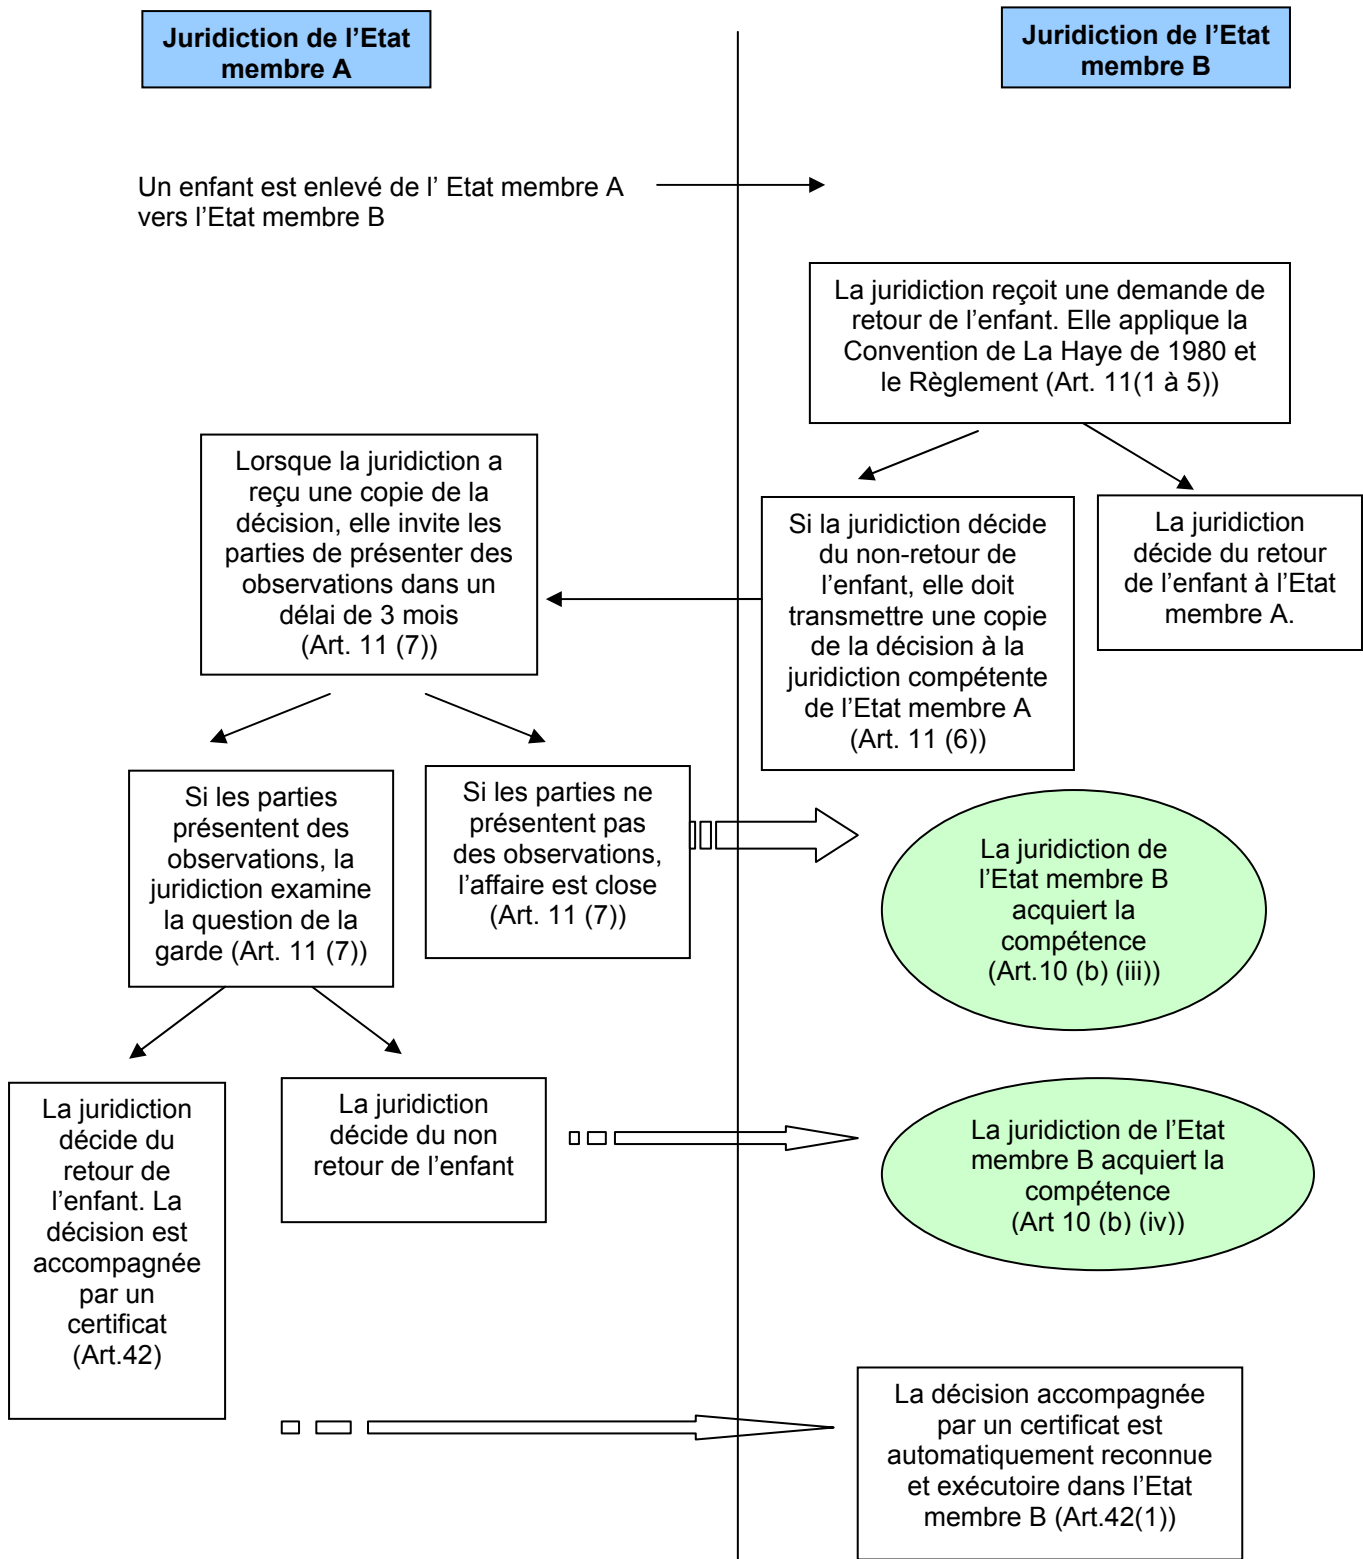 Juridiction de l’Etat
membre A
Juridiction de l’Etat
membre B
Un enfant est enlevé de l’ Etat membre A
vers l’Etat membre B
La juridiction reçoit une demande de
retour de l’enfant. Elle applique la
Convention de La Haye de 1980 et
le Règlement (Art. 11(1 à 5))
Lorsque la juridiction a
reçu une copie de la
décision, elle invite les
parties de présenter des
observations dans un
délai de 3 mois
(Art. 11 (7))
Si la juridiction décide
du non-retour de
l’enfant, elle doit
transmettre une copie
de la décision à la
juridiction compétente
de l’Etat membre A
(Art. 11 (6))
La juridiction
décide du retour
de l’enfant à l’Etat
membre A.
Si les parties
présentent des
observations, la
juridiction examine
la question de la
garde (Art. 11 (7))
Si les parties ne
présentent pas
des observations,
l’affaire est close
(Art. 11 (7))
La juridiction de
l’Etat membre B
acquiert la
compétence
(Art.10 (b) (iii))
La juridiction
décide du
retour de
l’enfant. La
décision est
accompagnée
par un
certificat
(Art.42)
La juridiction
décide du non
retour de l’enfant
La juridiction de l’Etat
membre B acquiert la
compétence
(Art 10 (b) (iv))
La décision accompagnée
par un certificat est
automatiquement reconnue
et exécutoire dans l’Etat
membre B (Art.42(1))